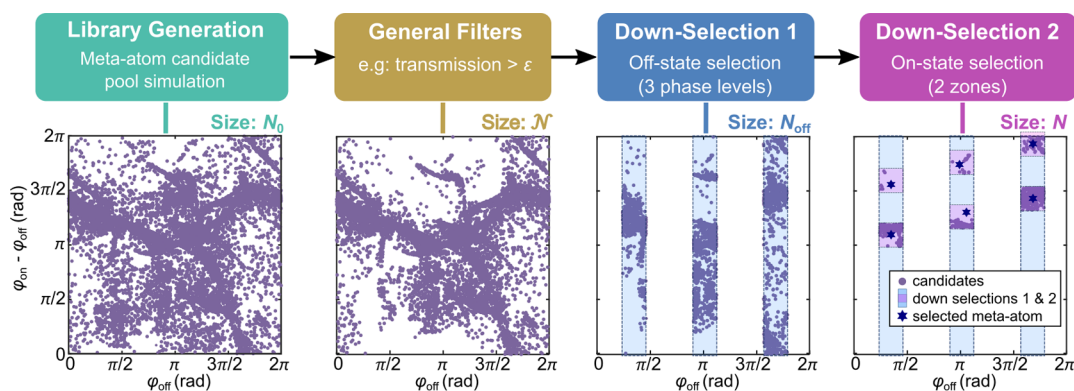 Library Generation
Meta-atom candidate
pool simulation
General Filters
e.g: transmission > ε
Down-Selection 1
Off-state selection
(3 phase levels)
Down-Selection 2
On-state selection
(2 zones)
Size: N₀
Size: 𝒩
Size: Nₒff
Size: N
φon - φoff (rad)
2π
3π/2
π
π/2
0
0 π/2 π 3π/2 2π
φoff (rad)
0 π/2 π 3π/2 2π
φoff (rad)
0 π/2 π 3π/2 2π
φoff (rad)
candidates
down selections 1 & 2
selected meta-atom
0 π/2 π 3π/2 2π
φoff (rad)